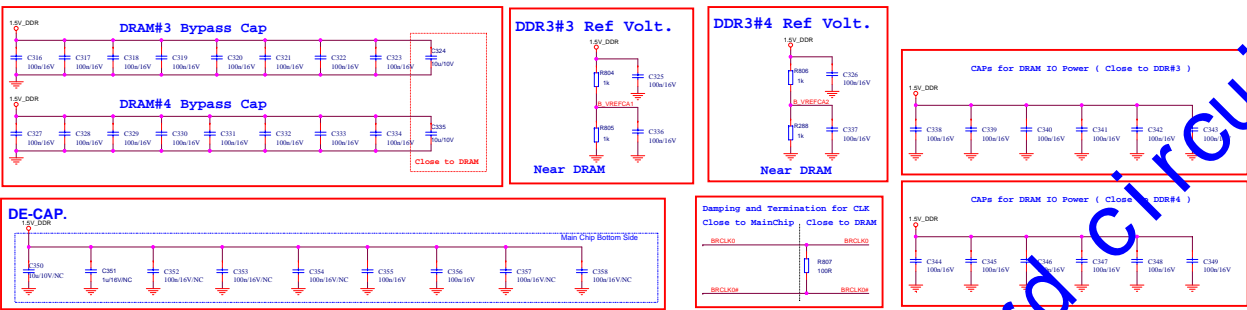 1.5V_DDR
DRAM#3 Bypass Cap
C316 C317 C318 C319 C320 C321 C322 C323 C324
100n/16V 100n/16V 100n/16V 100n/16V 100n/16V 100n/16V 100n/16V 100n/16V 10u/10V
1.5V_DDR
DRAM#4 Bypass Cap
C327 C328 C329 C330 C331 C332 C333 C334 C335
100n/16V 100n/16V 100n/16V 100n/16V 100n/16V 100n/16V 100n/16V 100n/16V 10u/10V
Close to DRAM
DDR3#3 Ref Volt.
1.5V_DDR
R804
1k
C325
100n/16V
B_VREFCA1
R805
1k
C336
100n/16V
Near DRAM
DDR3#4 Ref Volt.
1.5V_DDR
R806
1k
C326
100n/16V
B_VREFCA2
R288
1k
C337
100n/16V
Near DRAM
CAPs for DRAM IO Power ( Close to DDR#3 )
1.5V_DDR
C338 C339 C340 C341 C342 C343
100n/16V 100n/16V 100n/16V 100n/16V 100n/16V 100n/16V
DE-CAP.
1.5V_DDR
Main Chip Bottom Side
C350 C351 C352 C353 C354 C355 C356 C357 C358
10u/10V/NC 1u/16V/NC 100n/16V/NC 100n/16V/NC 100n/16V/NC 100n/16V 100n/16V 100n/16V/NC 100n/16V/NC
Damping and Termination for CLK
Close to MainChip Close to DRAM
BRCLK0 BRCLK0
R807
100R
BRCLK0# BRCLK0#
CAPs for DRAM IO Power ( Close to DDR#4 )
1.5V_DDR
C344 C345 C346 C347 C348 C349
100n/16V 100n/16V 100n/16V 100n/16V 100n/16V 100n/16V
d circu